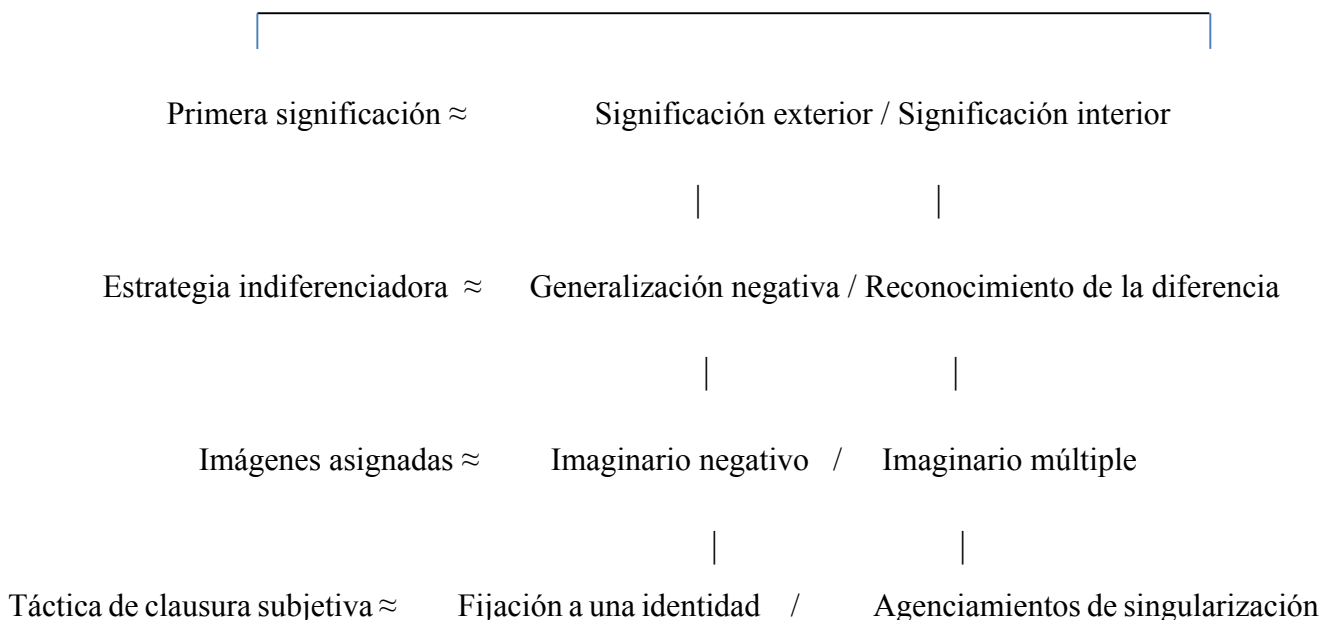 Primera significación ≈ Significación exterior / Significación interior
Estrategia indiferenciadora ≈ Generalización negativa / Reconocimiento de la diferencia
Imágenes asignadas ≈ Imaginario negativo / Imaginario múltiple
Táctica de clausura subjetiva ≈ Fijación a una identidad / Agenciamientos de singularización